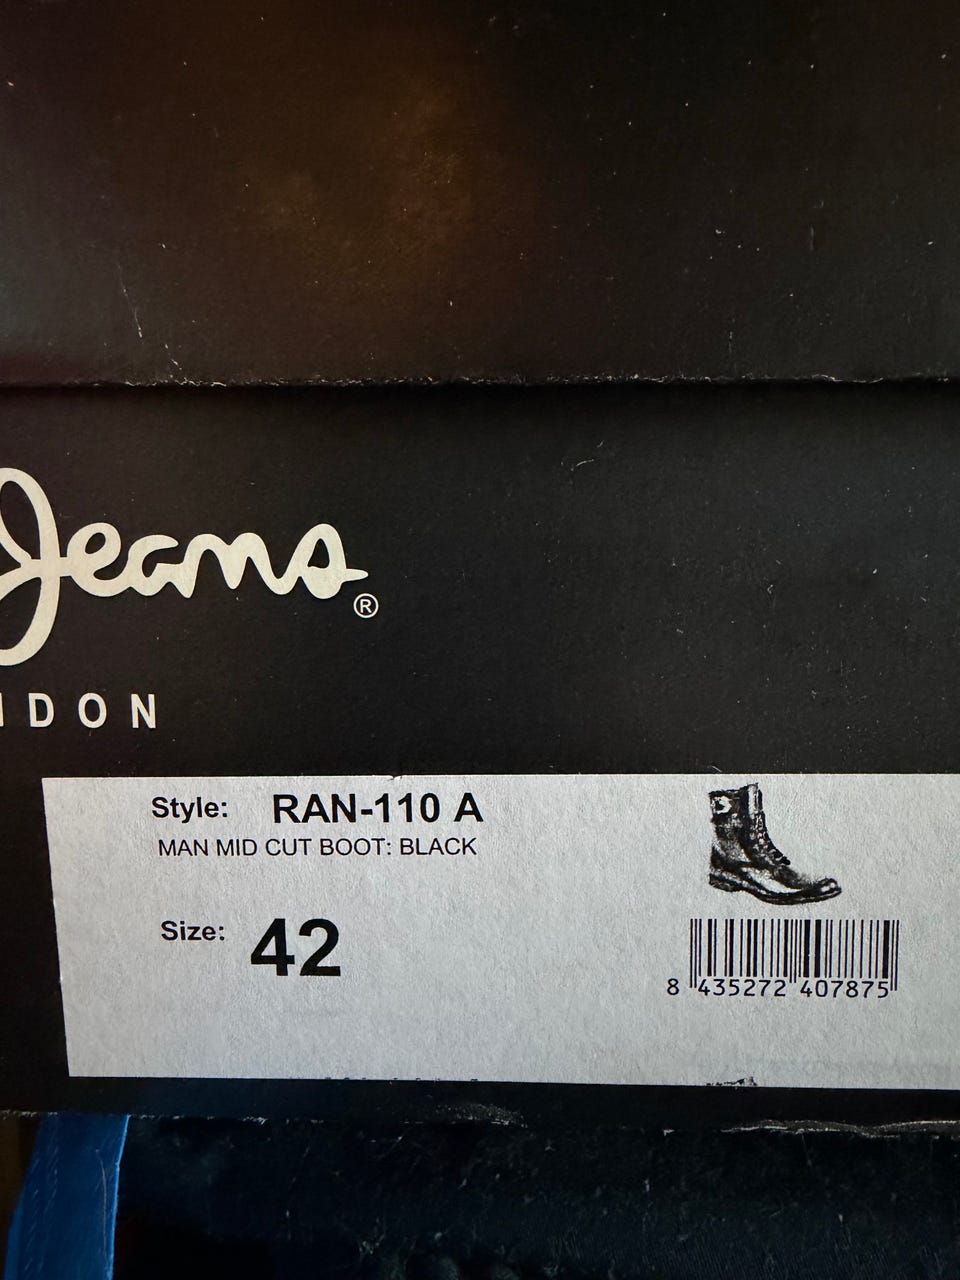 Jeans®
NDON
Style: RAN-110 A
MAN MID CUT BOOT: BLACK
Size: 42
8 435272 407875